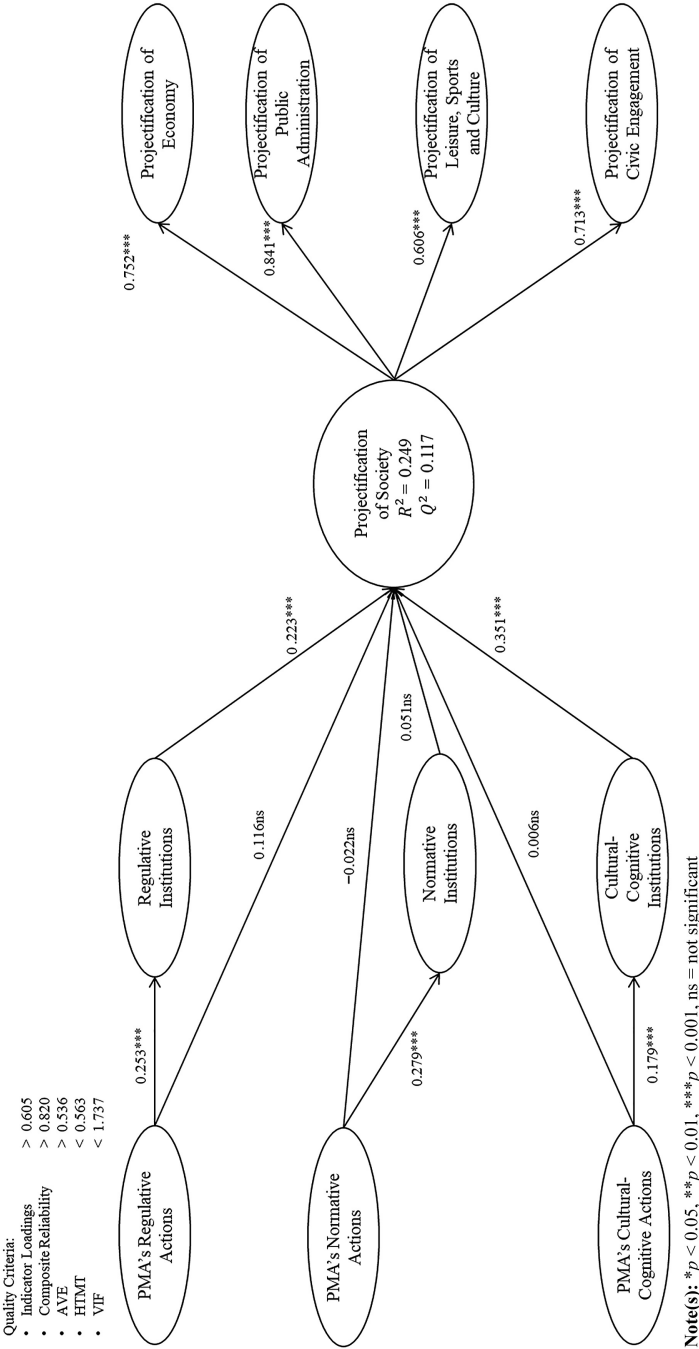 Quality Criteria:
• Indicator Loadings > 0.605
• Composite Reliability > 0.820
• AVE > 0.536
• HTMT < 0.563
• VIF < 1.737
PMA's Regulative
Actions
PMA's Normative
Actions
PMA's Cultural-
Cognitive Actions
0.253***
0.279***
0.179***
Regulative
Institutions
Normative
Institutions
Cultural-
Cognitive
Institutions
0.116ns
−0.022ns
0.006ns
0.223***
0.051ns
0.351***
Projectification
of Society
R² = 0.249
Q² = 0.117
0.752***
0.841***
0.606***
0.713***
Projectification of
Economy
Projectification of
Public
Administration
Projectification of
Leisure, Sports
and Culture
Projectification of
Civic Engagement
Note(s): *p < 0.05, **p < 0.01, ***p < 0.001, ns = not significant